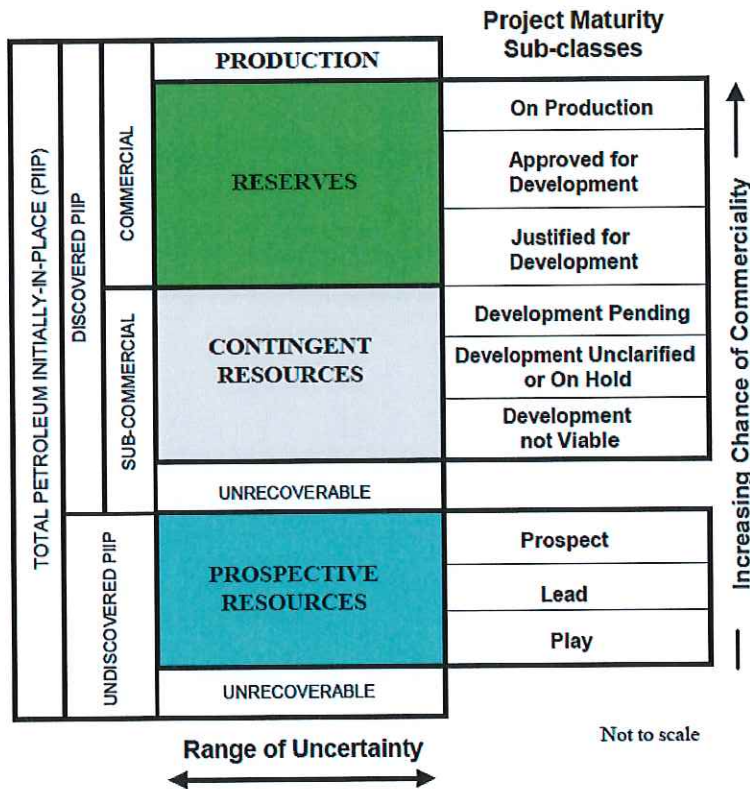 Project Maturity
Sub-classes
TOTAL PETROLEUM INITIALLY-IN-PLACE (PIIP)
DISCOVERED PIIP
COMMERCIAL
PRODUCTION
RESERVES
On Production
Approved for
Development
Justified for
Development
SUB-COMMERCIAL
CONTINGENT
RESOURCES
Development Pending
Development Unclarified
or On Hold
Development
not Viable
UNRECOVERABLE
UNDISCOVERED PIIP
PROSPECTIVE
RESOURCES
Prospect
Lead
Play
UNRECOVERABLE
Increasing Chance of Commerciality
Range of Uncertainty
Not to scale